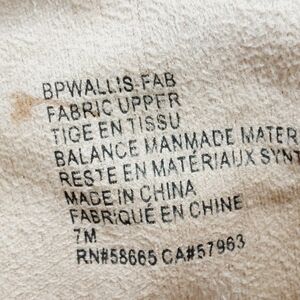 BPWALLIS-FAB
FABRIC UPPER
TIGE EN TISSU
BALANCE MANMADE MATER
RESTE EN MATÉRIAUX SYNT
MADE IN CHINA
FABRIQUÉ EN CHINE
7M
RN#58665 CA#57963